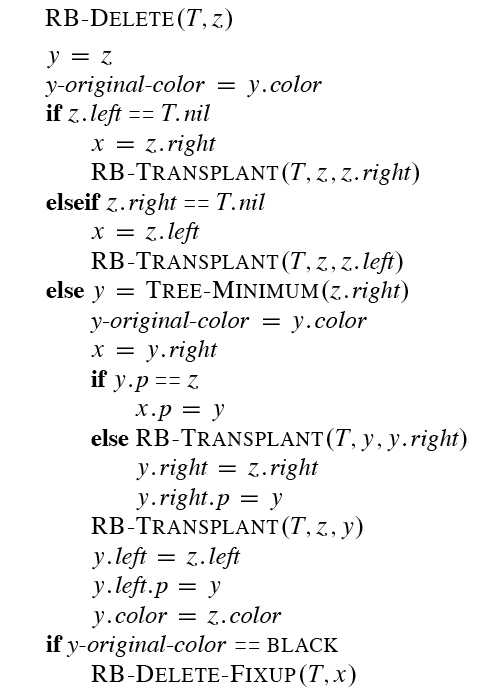 RB-DELETE(T, z)
y = z
y-original-color = y.color
if z.left == T.nil
x = z.right
RB-TRANSPLANT(T, z, z.right)
elseif z.right == T.nil
x = z.left
RB-TRANSPLANT(T, z, z.left)
else y = TREE-MINIMUM(z.right)
y-original-color = y.color
x = y.right
if y.p == z
x.p = y
else RB-TRANSPLANT(T, y, y.right)
y.right = z.right
y.right.p = y
RB-TRANSPLANT(T, z, y)
y.left = z.left
y.left.p = y
y.color = z.color
if y-original-color == BLACK
RB-DELETE-FIXUP(T, x)